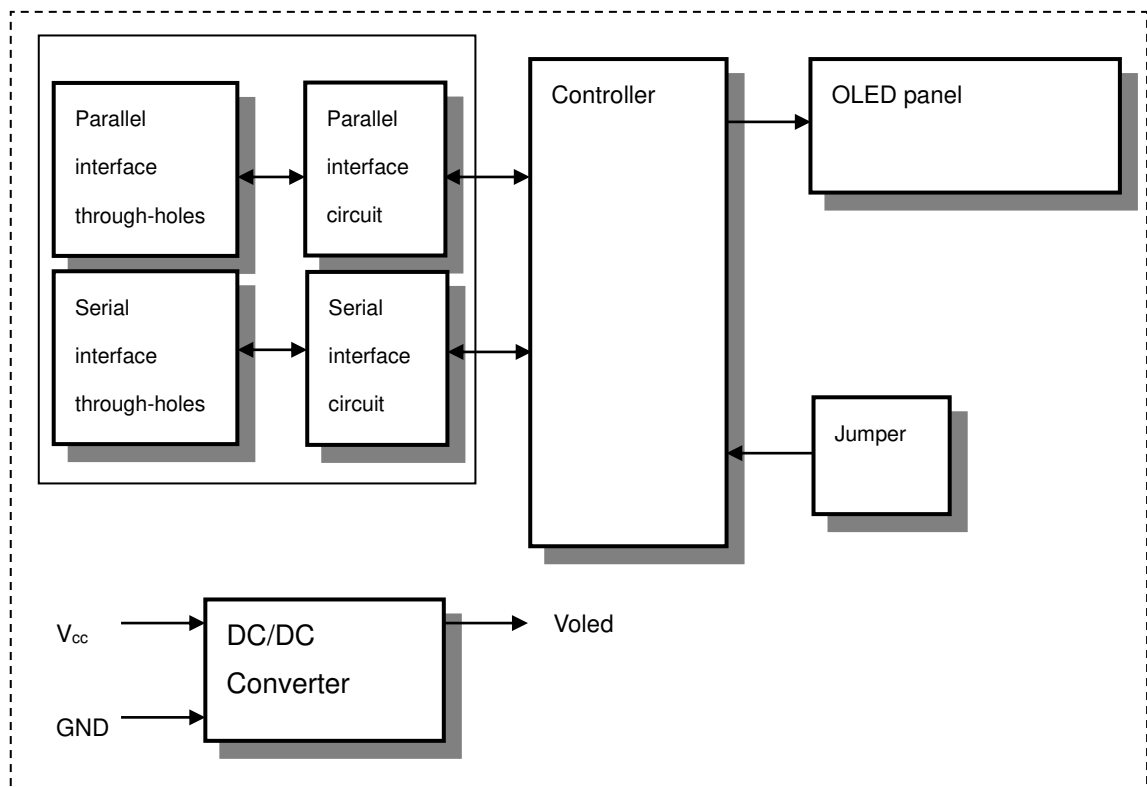 Parallel
interface
through-holes
Parallel
interface
circuit
Serial
interface
through-holes
Serial
interface
circuit
Controller
OLED panel
Jumper
Vcc
GND
DC/DC
Converter
Voled